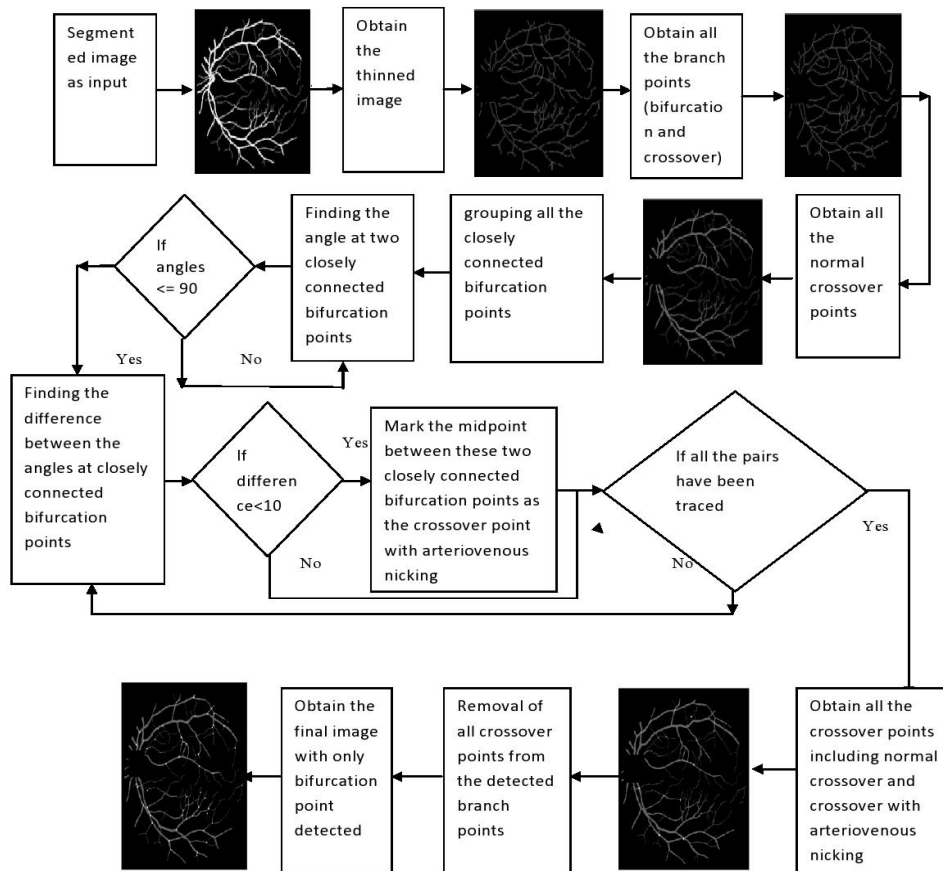 Segment
ed image
as input
Obtain
the
thinned
image
Obtain all
the branch
points
(bifurcatio
n and
crossover)
Obtain all
the
normal
crossover
points
grouping all the
closely
connected
bifurcation
points
Finding the
angle at two
closely
connected
bifurcation
points
If
angles
<= 90
Yes
No
Finding the
difference
between the
angles at closely
connected
bifurcation
points
If
differen
ce<10
Yes
No
Mark the midpoint
between these two
closely connected
bifurcation points as
the crossover point
with arteriovenous
nicking
If all the pairs
have been
traced
Yes
No
Obtain all the
crossover points
including normal
crossover and
crossover with
arteriovenous
nicking
Removal of
all crossover
points from
the detected
branch
points
Obtain the
final image
with only
bifurcation
point
detected